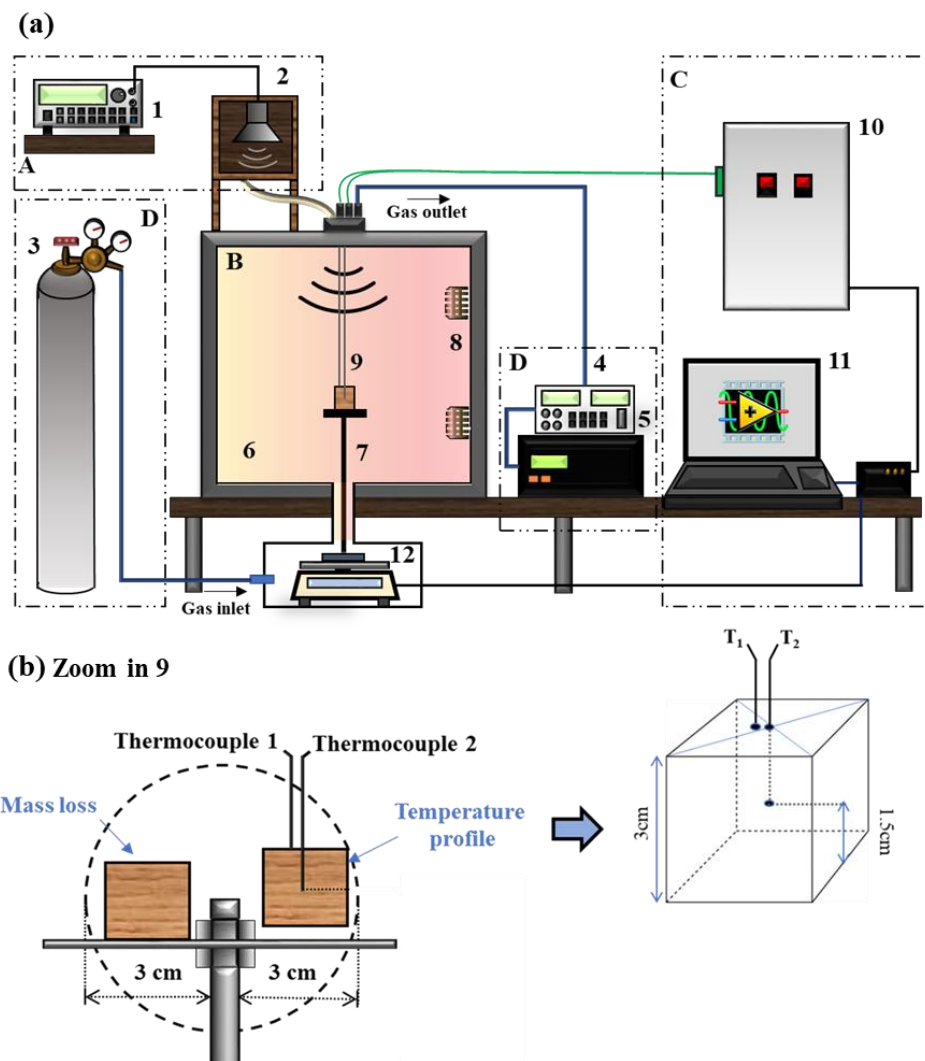 (a)
1
2
A
C
10
3
D
Gas outlet
B
8
9
6
7
D
4
5
11
12
Gas inlet
(b) Zoom in 9
T1 T2
Thermocouple 1 Thermocouple 2
Mass loss
Temperature
profile
3cm
1.5cm
3 cm
3 cm